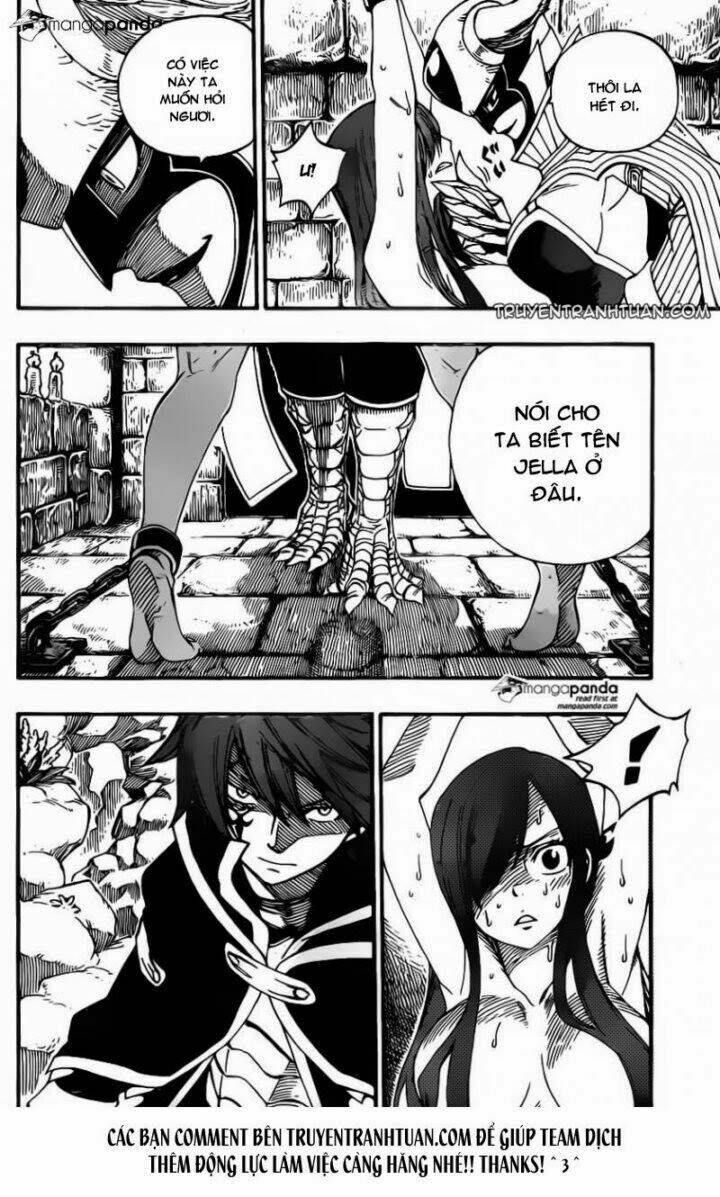 mangapanda
CÓ VIỆC
NÀY TA
MUỐN HỎI
NGƯƠI.
THÔI LA
HÉT ĐI.
Ư!
TRUYENTRANHTUAN.COM
NÓI CHO
TA BIẾT TÊN
JELLA Ở
ĐÂU.
mangapanda
read first at
mangapanda.com
!
CÁC BẠN COMMENT BÊN TRUYENTRANHTUAN.COM ĐỂ GIÚP TEAM DỊCH
THÊM ĐỘNG LỰC LÀM VIỆC CÀNG HĂNG NHÉ!! THANKS! ^3^